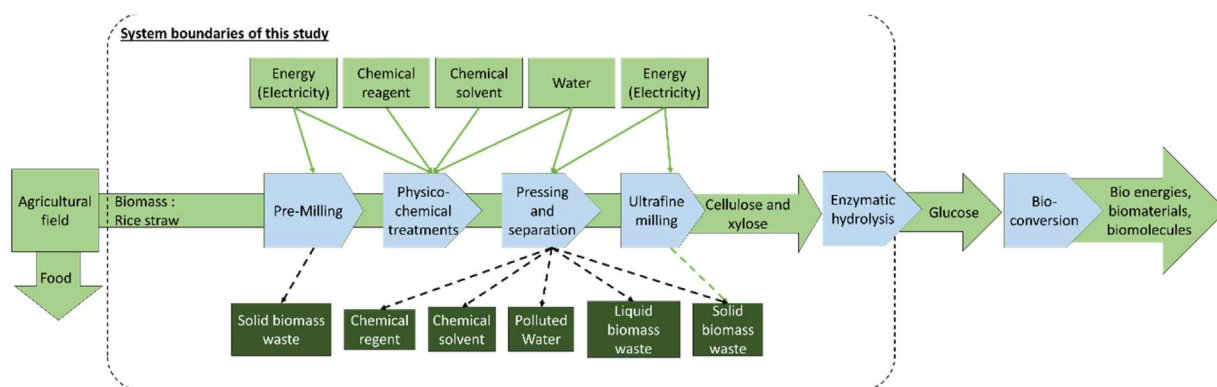 System boundaries of this study
Energy
(Electricity)
Chemical
reagent
Chemical
solvent
Water
Energy
(Electricity)
Agricultural
field
Biomass :
Rice straw
Pre-Milling
Physico-
chemical
treatments
Pressing
and
separation
Ultrafine
milling
Cellulose and
xylose
Enzymatic
hydrolysis
Glucose
Bio-
conversion
Bio energies,
biomaterials,
biomolecules
Food
Solid biomass
waste
Chemical
regent
Chemical
solvent
Polluted
Water
Liquid
biomass
waste
Solid
biomass
waste